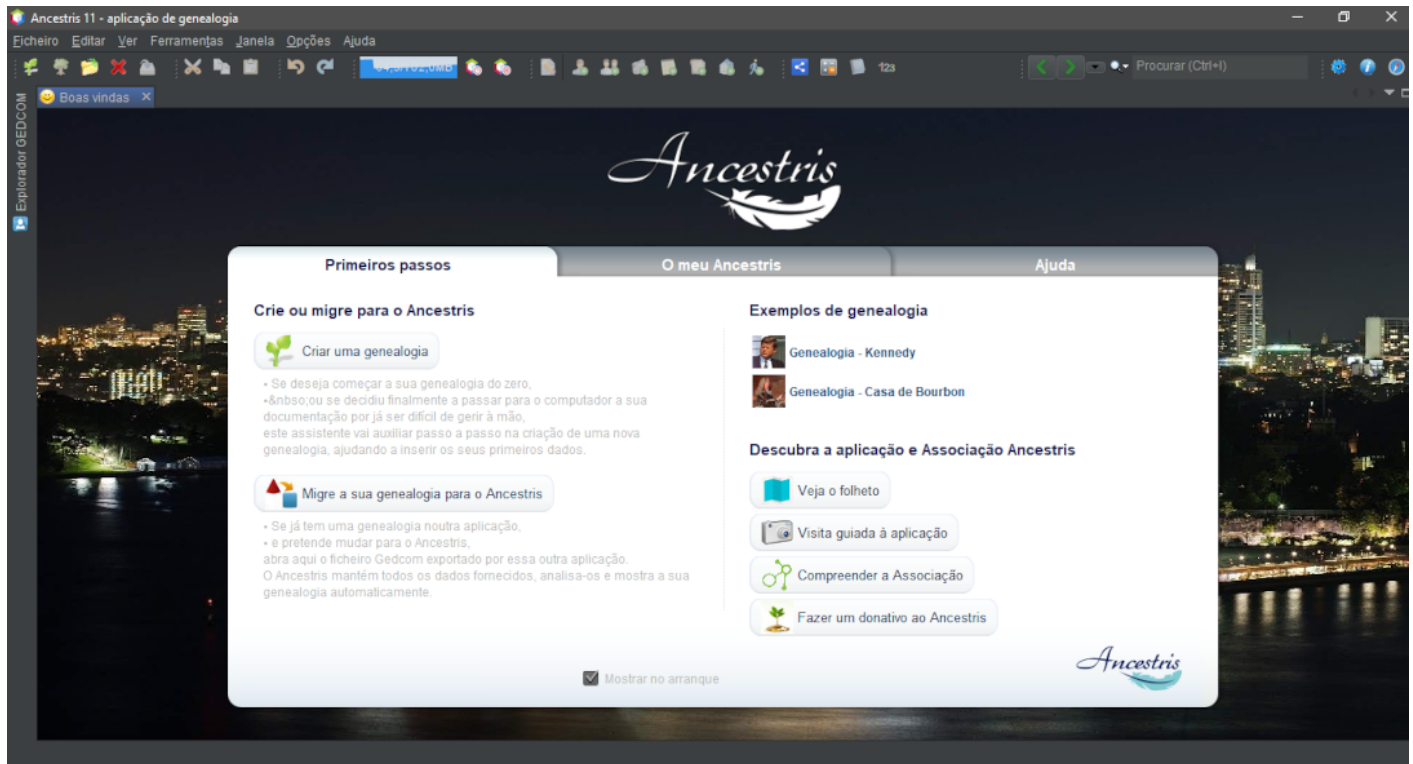 Ancestris 11 - aplicação de genealogia
Ficheiro Editar Ver Ferramentas Janela Opções Ajuda
123
Procurar (Ctrl+I)
Boas vindas
Explorador GEDCOM
Ancestris
Primeiros passos
O meu Ancestris
Ajuda
Crie ou migre para o Ancestris
Criar uma genealogia
• Se deseja começar a sua genealogia do zero,
•&nbso;ou se decidiu finalmente a passar para o computador a sua
documentação por já ser difícil de gerir à mão,
este assistente vai auxiliar passo a passo na criação de uma nova
genealogia, ajudando a inserir os seus primeiros dados.
Migre a sua genealogia para o Ancestris
• Se já tem uma genealogia noutra aplicação,
• e pretende mudar para o Ancestris,
abra aqui o ficheiro Gedcom exportado por essa outra aplicação.
O Ancestris mantém todos os dados fornecidos, analisa-os e mostra a sua
genealogia automaticamente.
Exemplos de genealogia
Genealogia - Kennedy
Genealogia - Casa de Bourbon
Descubra a aplicação e Associação Ancestris
Veja o folheto
Visita guiada à aplicação
Compreender a Associação
Fazer um donativo ao Ancestris
Mostrar no arranque
Ancestris